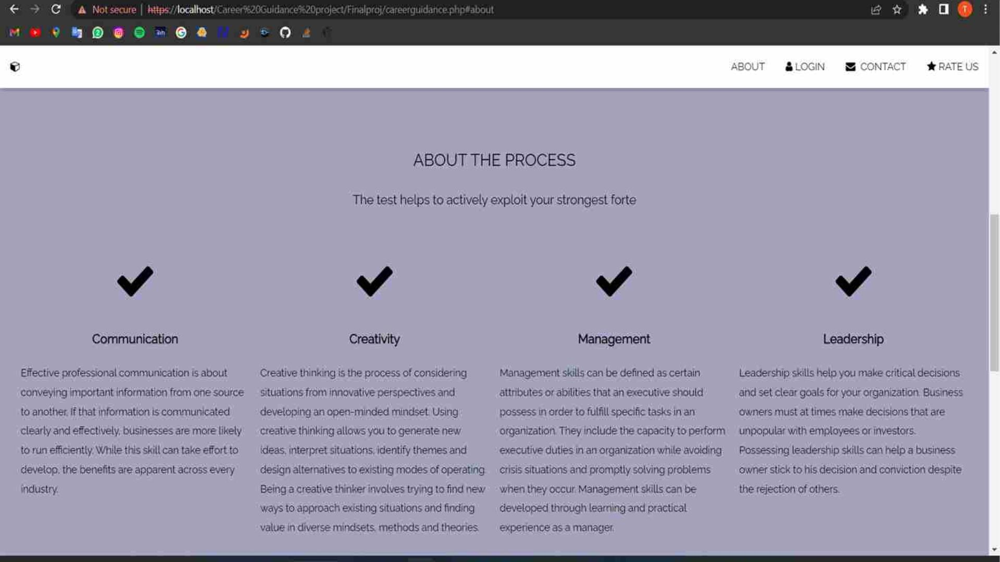 Not secure | https://localhost/Career%20Guidance%20project/Finalproj/careerguidance.php#about
T
ABOUT LOGIN CONTACT RATE US
ABOUT THE PROCESS
The test helps to actively exploit your strongest forte
Communication
Effective professional communication is about
conveying important information from one source
to another. If that information is communicated
clearly and effectively, businesses are more likely
to run efficiently. While this skill can take effort to
develop, the benefits are apparent across every
industry.
Creativity
Creative thinking is the process of considering
situations from innovative perspectives and
developing an open-minded mindset. Using
creative thinking allows you to generate new
ideas, interpret situations, identify themes and
design alternatives to existing modes of operating.
Being a creative thinker involves trying to find new
ways to approach existing situations and finding
value in diverse mindsets, methods and theories.
Management
Management skills can be defined as certain
attributes or abilities that an executive should
possess in order to fulfill specific tasks in an
organization. They include the capacity to perform
executive duties in an organization while avoiding
crisis situations and promptly solving problems
when they occur. Management skills can be
developed through learning and practical
experience as a manager.
Leadership
Leadership skills help you make critical decisions
and set clear goals for your organization. Business
owners must at times make decisions that are
unpopular with employees or investors.
Possessing leadership skills can help a business
owner stick to his decision and conviction despite
the rejection of others.